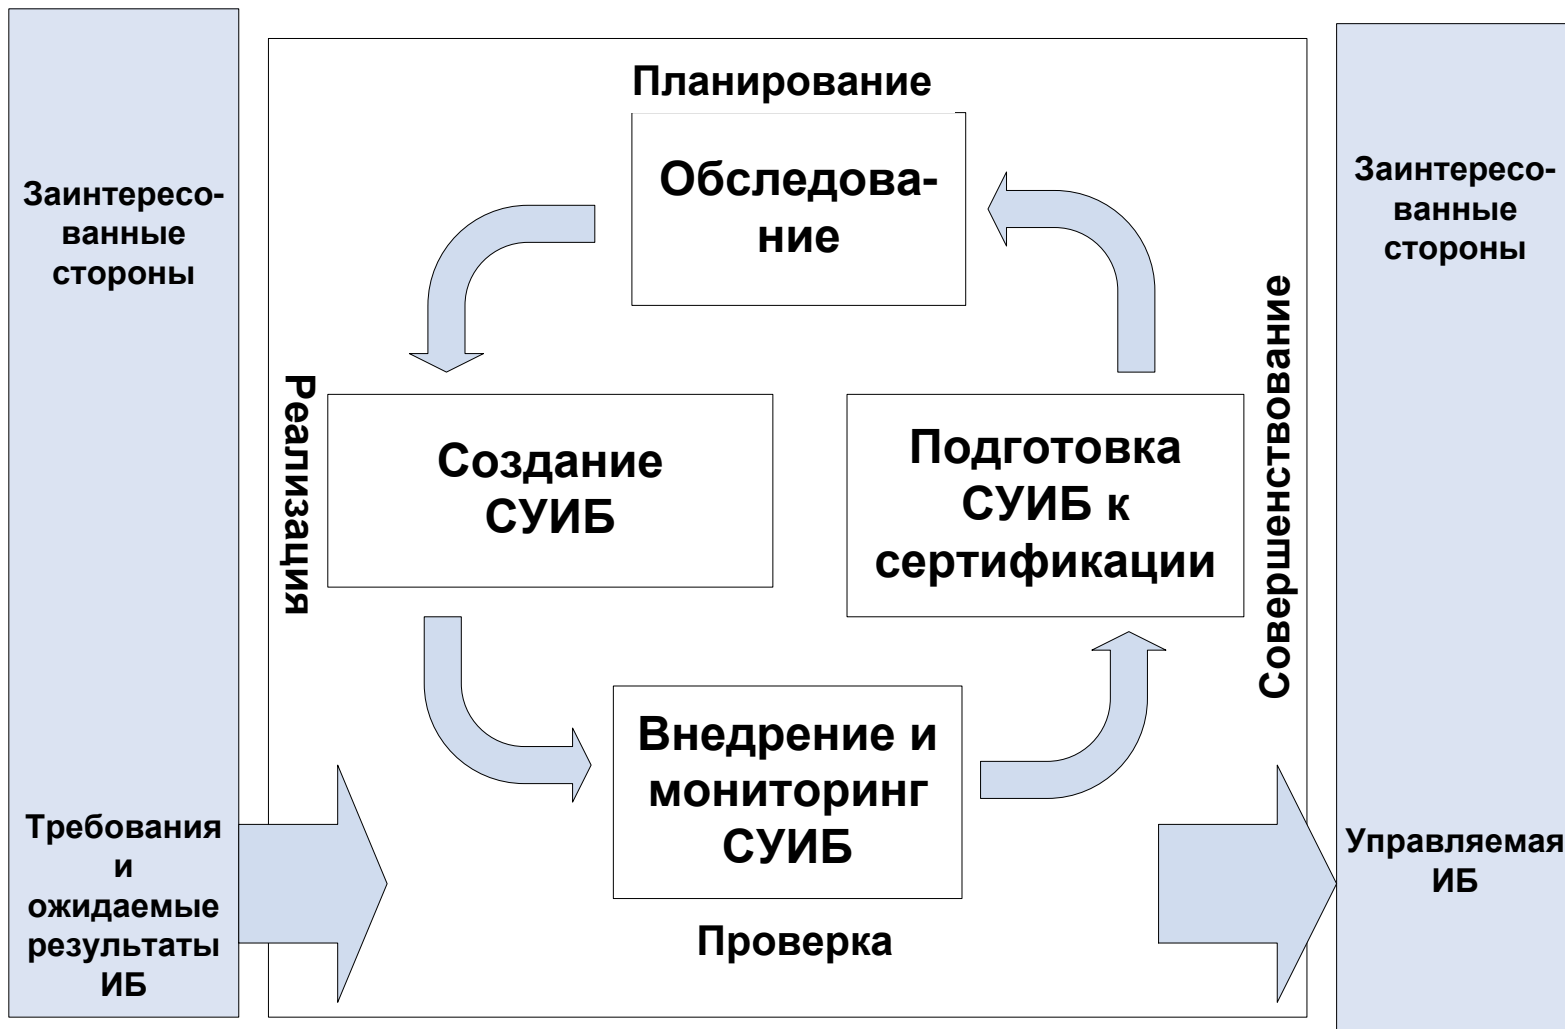 Заинтересо-
ванные
стороны
Требования
и
ожидаемые
результаты
ИБ
Планирование
Обследова-
ние
Реализация
Создание
СУИБ
Подготовка
СУИБ к
сертификации
Совершенствование
Внедрение и
мониторинг
СУИБ
Проверка
Заинтересо-
ванные
стороны
Управляемая
ИБ